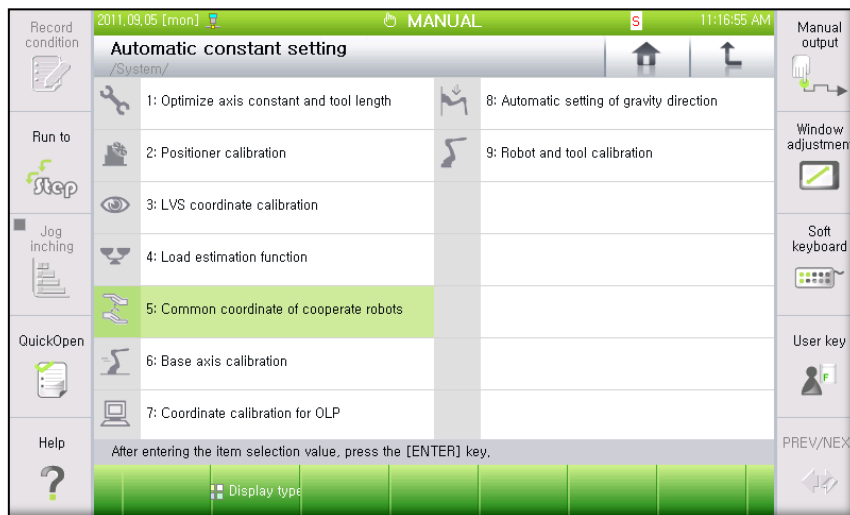 Record
condition
2011,09,05 [mon]
MANUAL
S
11:16:55 AM
Manual
output
Automatic constant setting
/System/
1: Optimize axis constant and tool length
8: Automatic setting of gravity direction
Run to
Step
2: Positioner calibration
9: Robot and tool calibration
Window
adjustmen
3: LVS coordinate calibration
Jog
inching
4: Load estimation function
Soft
keyboard
5: Common coordinate of cooperate robots
QuickOpen
6: Base axis calibration
User key
F
7: Coordinate calibration for OLP
Help
?
After entering the item selection value, press the [ENTER] key,
PREV/NEX
Display type